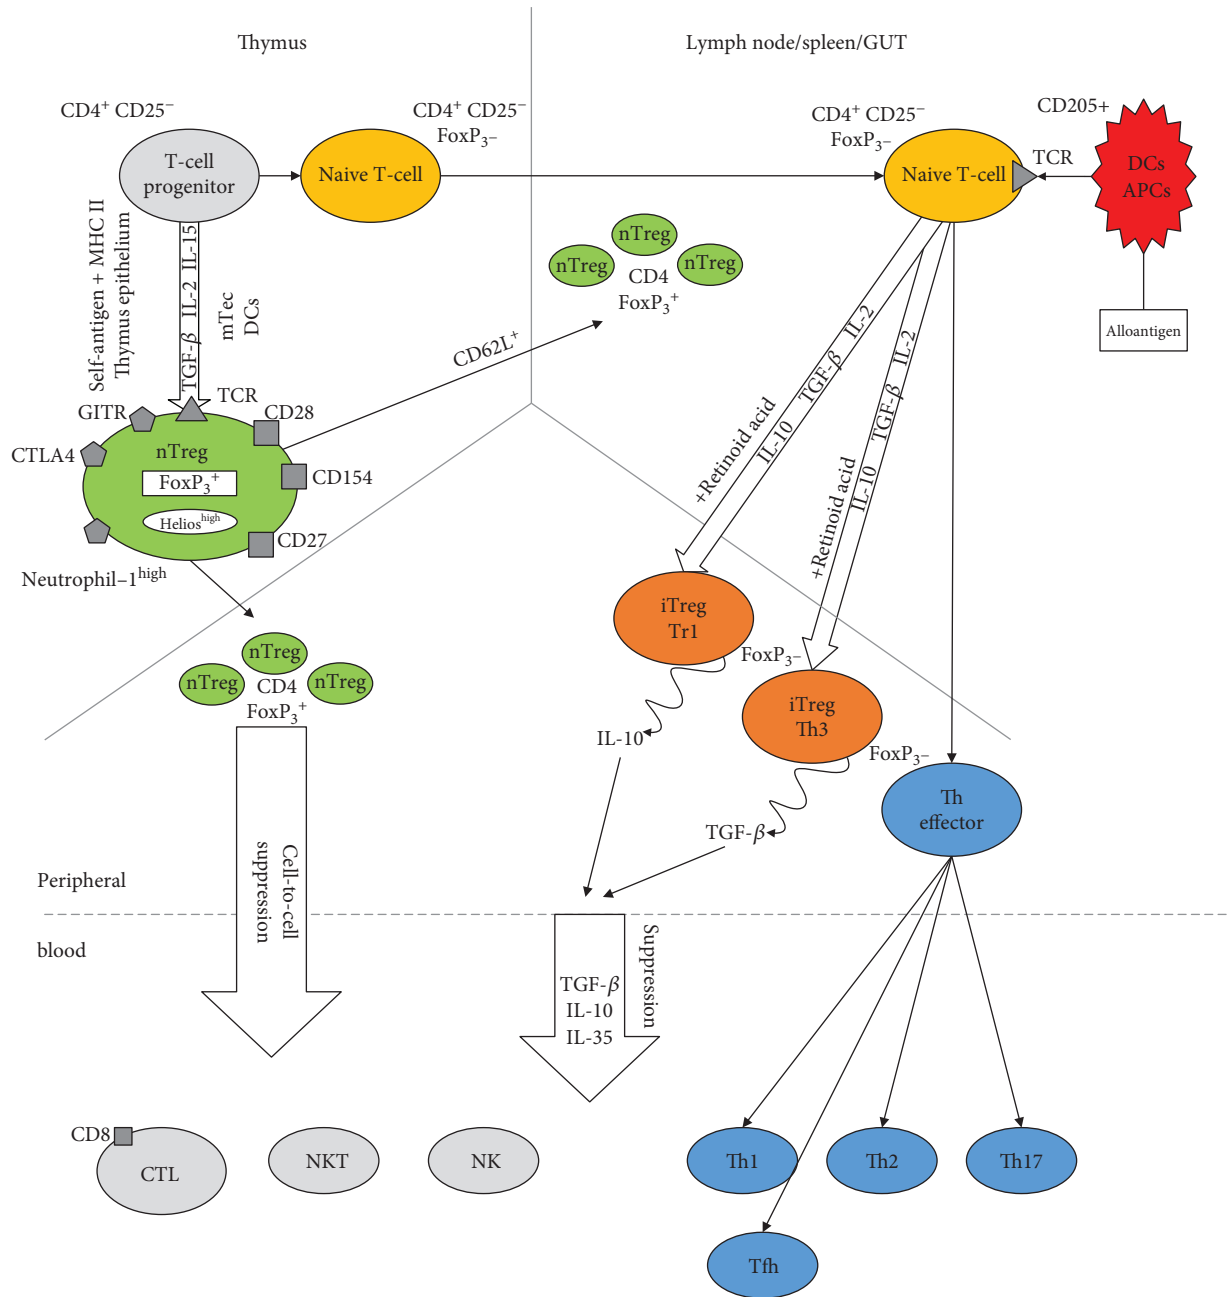 Thymus
Lymph node/spleen/GUT
CD4⁺ CD25⁻
T-cell
progenitor
CD4⁺ CD25⁻
FoxP₃₋
Naive T-cell
CD4⁺ CD25⁻
FoxP₃₋
Naive T-cell
TCR
CD205+
DCs
APCs
Alloantigen
Self-antigen + MHC II
Thymus epithelium
TGF-β IL-2 IL-15
mTec
DCs
nTreg
nTreg
nTreg
CD4
FoxP₃⁺
CD62L⁺
GITR
TCR
CD28
CTLA4
CD154
CD27
nTreg
FoxP₃⁺
Helios^high
Neutrophil–1^high
+Retinoid acid
IL-10 TGF-β IL-2
+Retinoid acid
IL-10 TGF-β IL-2
iTreg
Tr1
FoxP₃₋
iTreg
Th3
FoxP₃₋
nTreg
nTreg
nTreg
CD4
FoxP₃⁺
IL-10
TGF-β
Th
effector
Cell-to-cell
suppression
Peripheral
blood
Suppression
TGF-β
IL-10
IL-35
CD8
CTL
NKT
NK
Th1
Th2
Th17
Tfh